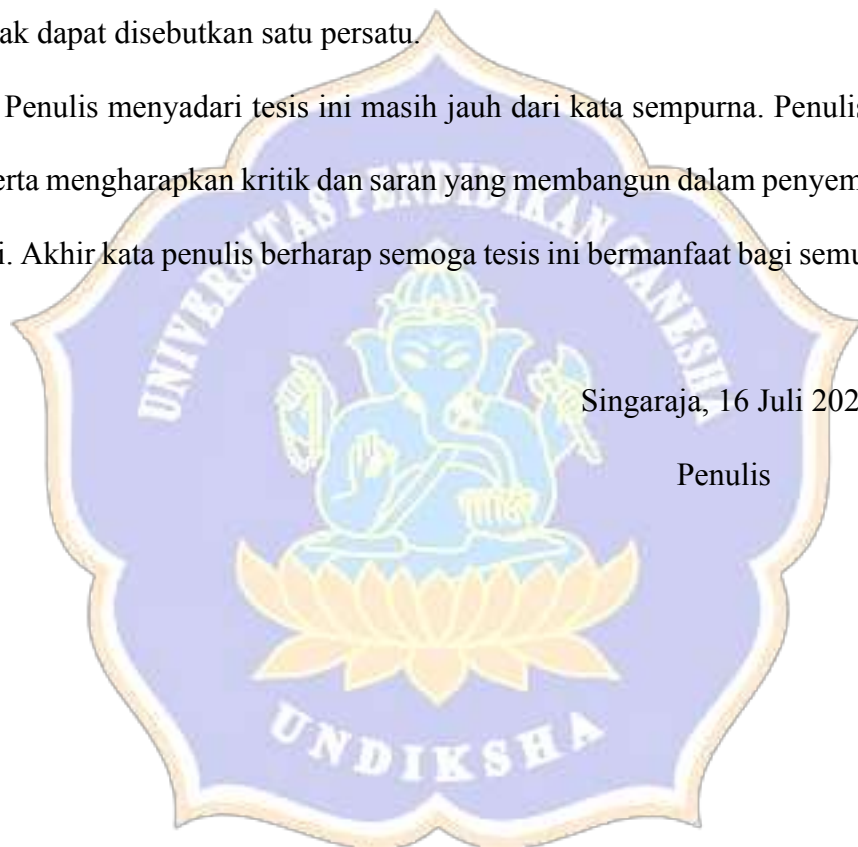 ak dapat disebutkan satu persatu.
Penulis menyadari tesis ini masih jauh dari kata sempurna. Penulis
erta mengharapkan kritik dan saran yang membangun dalam penyem
i. Akhir kata penulis berharap semoga tesis ini bermanfaat bagi semu
UNIVERSITAS PENDIDIKAN GANESHA
Singaraja, 16 Juli 202
Penulis
UNDIKSHA